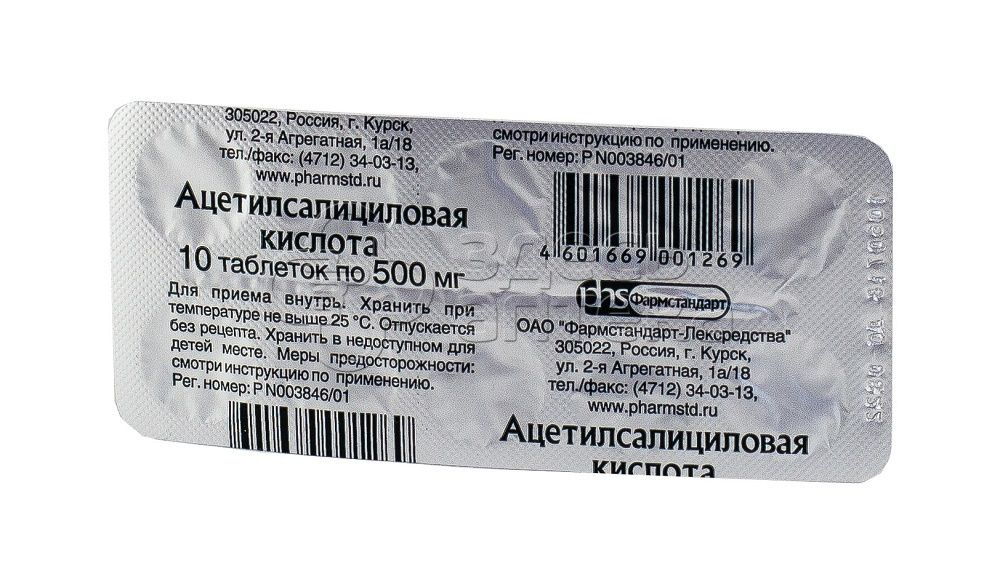 305022, Россия, г. Курск,
ул. 2-я Агрегатная, 1а/18
тел./факс: (4712) 34-03-13,
www.pharmstd.ru
Ацетилсалициловая
кислота
10 таблеток по 500 мг
Для приема внутрь. Хранить при
температуре не выше 25 °С. Отпускается
без рецепта. Хранить в недоступном для
детей месте. Меры предосторожности:
смотри инструкцию по применению.
Рег. номер: Р N003846/01
смотри инструкцию по применению.
Рег. номер: Р N003846/01
4 601669 001269
phs Фармстандарт
ОАО "Фармстандарт-Лексредства"
305022, Россия, г. Курск,
ул. 2-я Агрегатная, 1а/18
тел./факс: (4712) 34-03-13,
www.pharmstd.ru
Ацетилсалициловая
кислота
ЗДЕСЬ
АПТЕКА